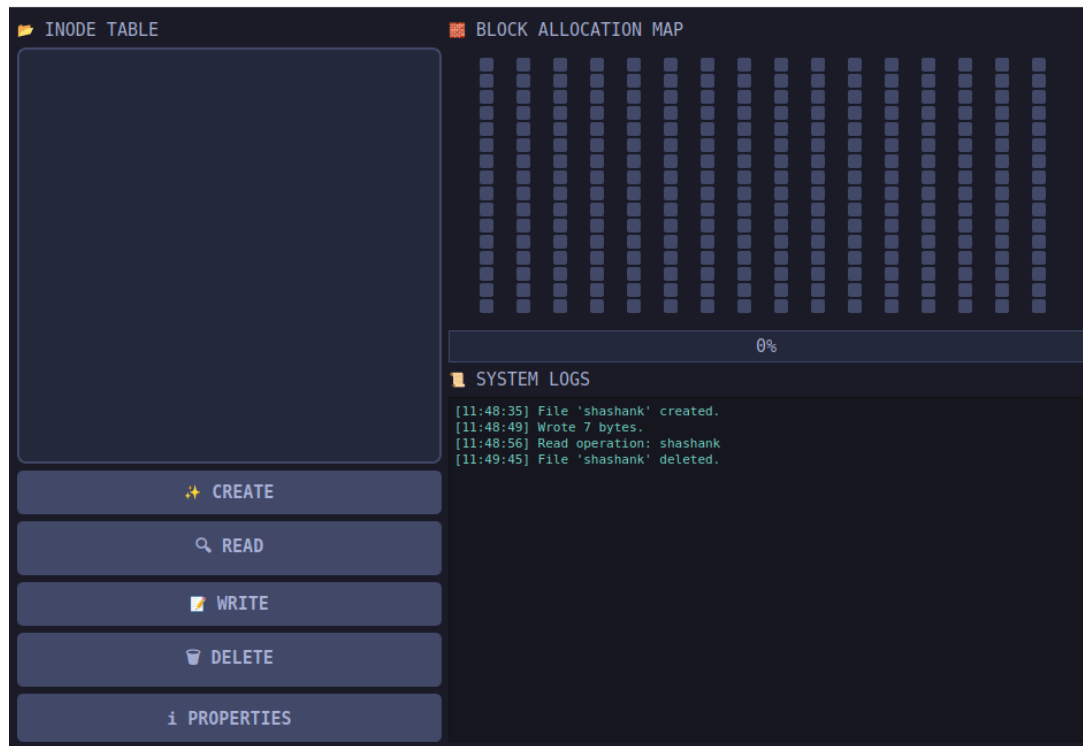 INODE TABLE
CREATE
READ
WRITE
DELETE
i PROPERTIES
BLOCK ALLOCATION MAP
0%
SYSTEM LOGS
[11:48:35] File 'shashank' created.
[11:48:49] Wrote 7 bytes.
[11:48:56] Read operation: shashank
[11:49:45] File 'shashank' deleted.